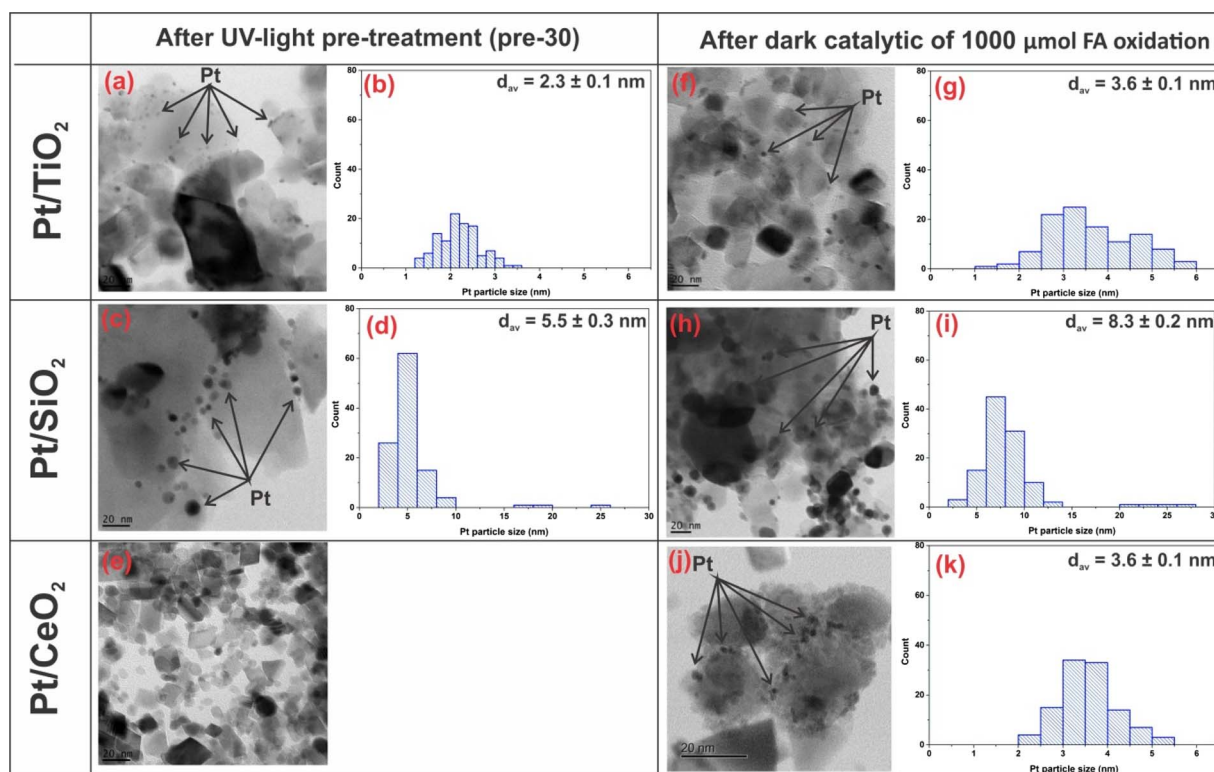 After UV-light pre-treatment (pre-30)
After dark catalytic of 1000 μmol FA oxidation
Pt/TiO₂
(a)
Pt
20 nm
(b)
d_av = 2.3 ± 0.1 nm
80
60
40
20
0
Count
0 1 2 3 4 5 6
Pt particle size (nm)
(f)
Pt
20 nm
(g)
d_av = 3.6 ± 0.1 nm
80
60
40
20
0
Count
0 1 2 3 4 5 6
Pt particle size (nm)
Pt/SiO₂
(c)
Pt
20 nm
(d)
d_av = 5.5 ± 0.3 nm
80
60
40
20
0
Count
0 5 10 15 20 25 30
Pt particle size (nm)
(h)
Pt
20 nm
(i)
d_av = 8.3 ± 0.2 nm
80
60
40
20
0
Count
0 5 10 15 20 25 30
Pt particle size (nm)
Pt/CeO₂
(e)
20 nm
(j)
Pt
20 nm
(k)
d_av = 3.6 ± 0.1 nm
80
60
40
20
0
Count
0 1 2 3 4 5 6
Pt particle size (nm)